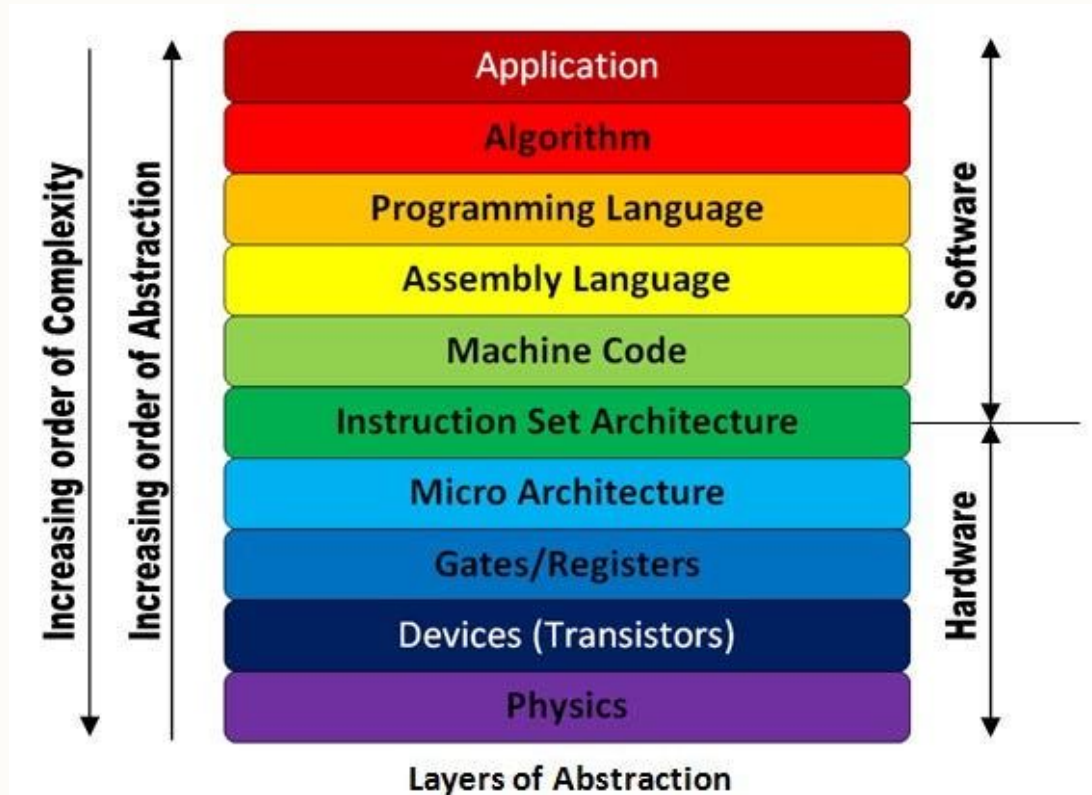 Application
Algorithm
Programming Language
Assembly Language
Machine Code
Instruction Set Architecture
Micro Architecture
Gates/Registers
Devices (Transistors)
Physics
Increasing order of Complexity
Increasing order of Abstraction
Software
Hardware
Layers of Abstraction